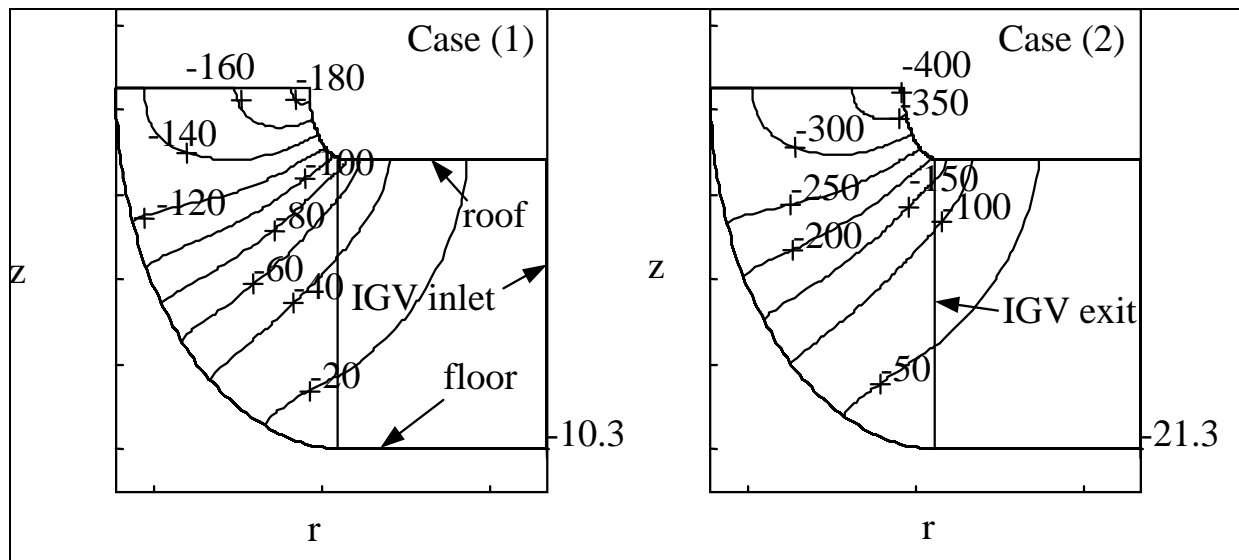 Case (1)
-160
-180
-140
-100
-120
-80
roof
z
-60
-40
IGV inlet
-20
floor
-10.3
r
Case (2)
-400
-350
-300
-250
-150
-100
-200
z
IGV exit
-50
-21.3
r